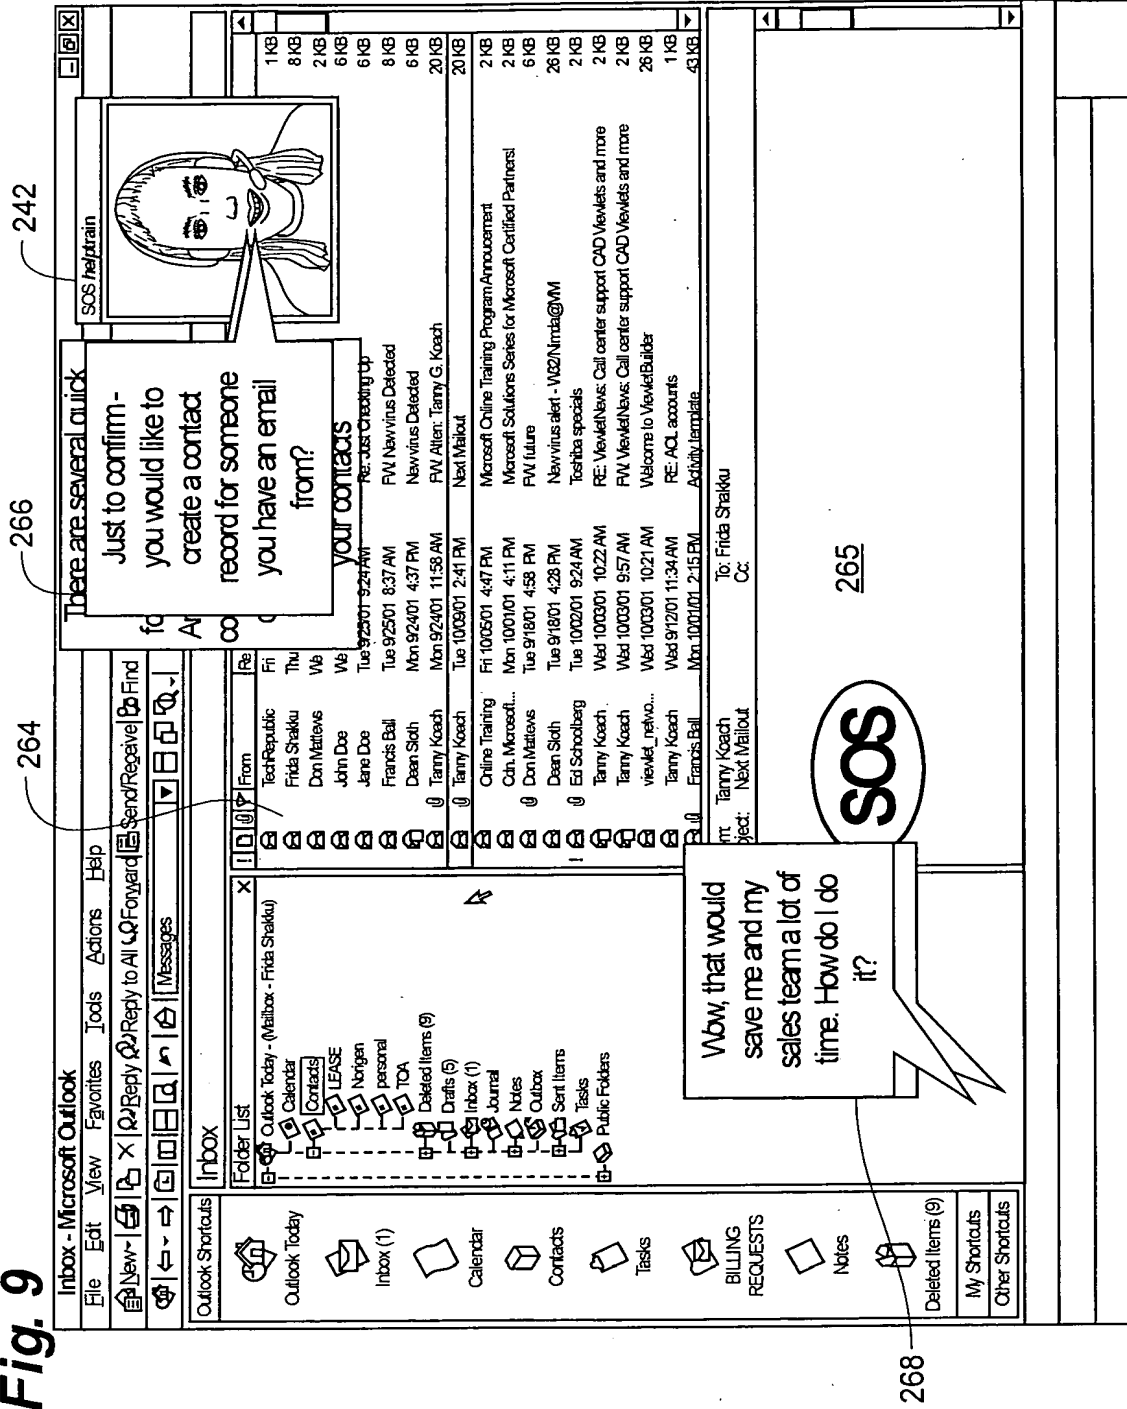 Fig. 9
242
266
264
Inbox - Microsoft Outlook
File Edit View Favorites Tools Actions Help
New Reply Reply to All Forward Send/Receive Find
Messages
SOS helptrain
There are several quick
Just to confirm -
you would like to
create a contact
record for someone
you have an email
from?
your contacts
Inbox
Outlook Shortcuts
Outlook Today
Inbox (1)
Calendar
Contacts
Tasks
BILLING
REQUESTS
Notes
Deleted Items (9)
My Shortcuts
Other Shortcuts
Folder List X
Outlook Today - (Mailbox - Frida Shakku)
Calendar
Contacts
LEASE
Norigen
personal
TOA
Deleted Items (9)
Drafts (5)
Inbox (1)
Journal
Notes
Outbox
Sent Items
Tasks
Public Folders
! From Re
TechRepublic Fri 1 KB
Frida Shakku Thu 8 KB
Don Mattews We 2 KB
John Doe We 6 KB
Jane Doe Tue 9/25/01 9:24 AM Re: Just Checking Up 6 KB
Francis Ball Tue 9/25/01 8:37 AM FW: New virus Detected 8 KB
Dean Sloth Mon 9/24/01 4:37 PM New virus Detected 6 KB
Tanny Koach Mon 9/24/01 11:58 AM FW: Atten: Tanny G. Koach 20 KB
Tanny Koach Tue 10/09/01 2:41 PM Next Mailout 20 KB
Online Training Fri 10/05/01 4:47 PM Microsoft Online Training Program Annoucement 2 KB
Cdn. Microsoft... Mon 10/01/01 4:11 PM Microsoft Solutions Series for Microsoft Certified Partners! 2 KB
Don Mattews Tue 9/18/01 4:58 PM FW: future 6 KB
Dean Sloth Tue 9/18/01 4:28 PM New virus alert - W32/Nimda@MM 26 KB
! Ed Schoolberg Tue 10/02/01 9:24 AM Toshiba specials 2 KB
Tanny Koach Wed 10/03/01 10:22 AM RE: ViewletNews: Call center support CAD Viewlets and more 2 KB
Tanny Koach Wed 10/03/01 9:57 AM FW: ViewletNews: Call center support CAD Viewlets and more 2 KB
viewlet_netwo... Wed 10/03/01 10:21 AM Welcome to ViewletBuilder 26 KB
Tanny Koach Wed 9/12/01 11:34 AM RE: AOL accounts 1 KB
Francis Ball Mon 10/01/01 2:15 PM Activity template 43 KB
Tanny Koach To: Frida Shakku
ject: Next Mailout Cc:
265
SOS
Wow, that would
save me and my
sales team a lot of
time. How do I do
it?
268